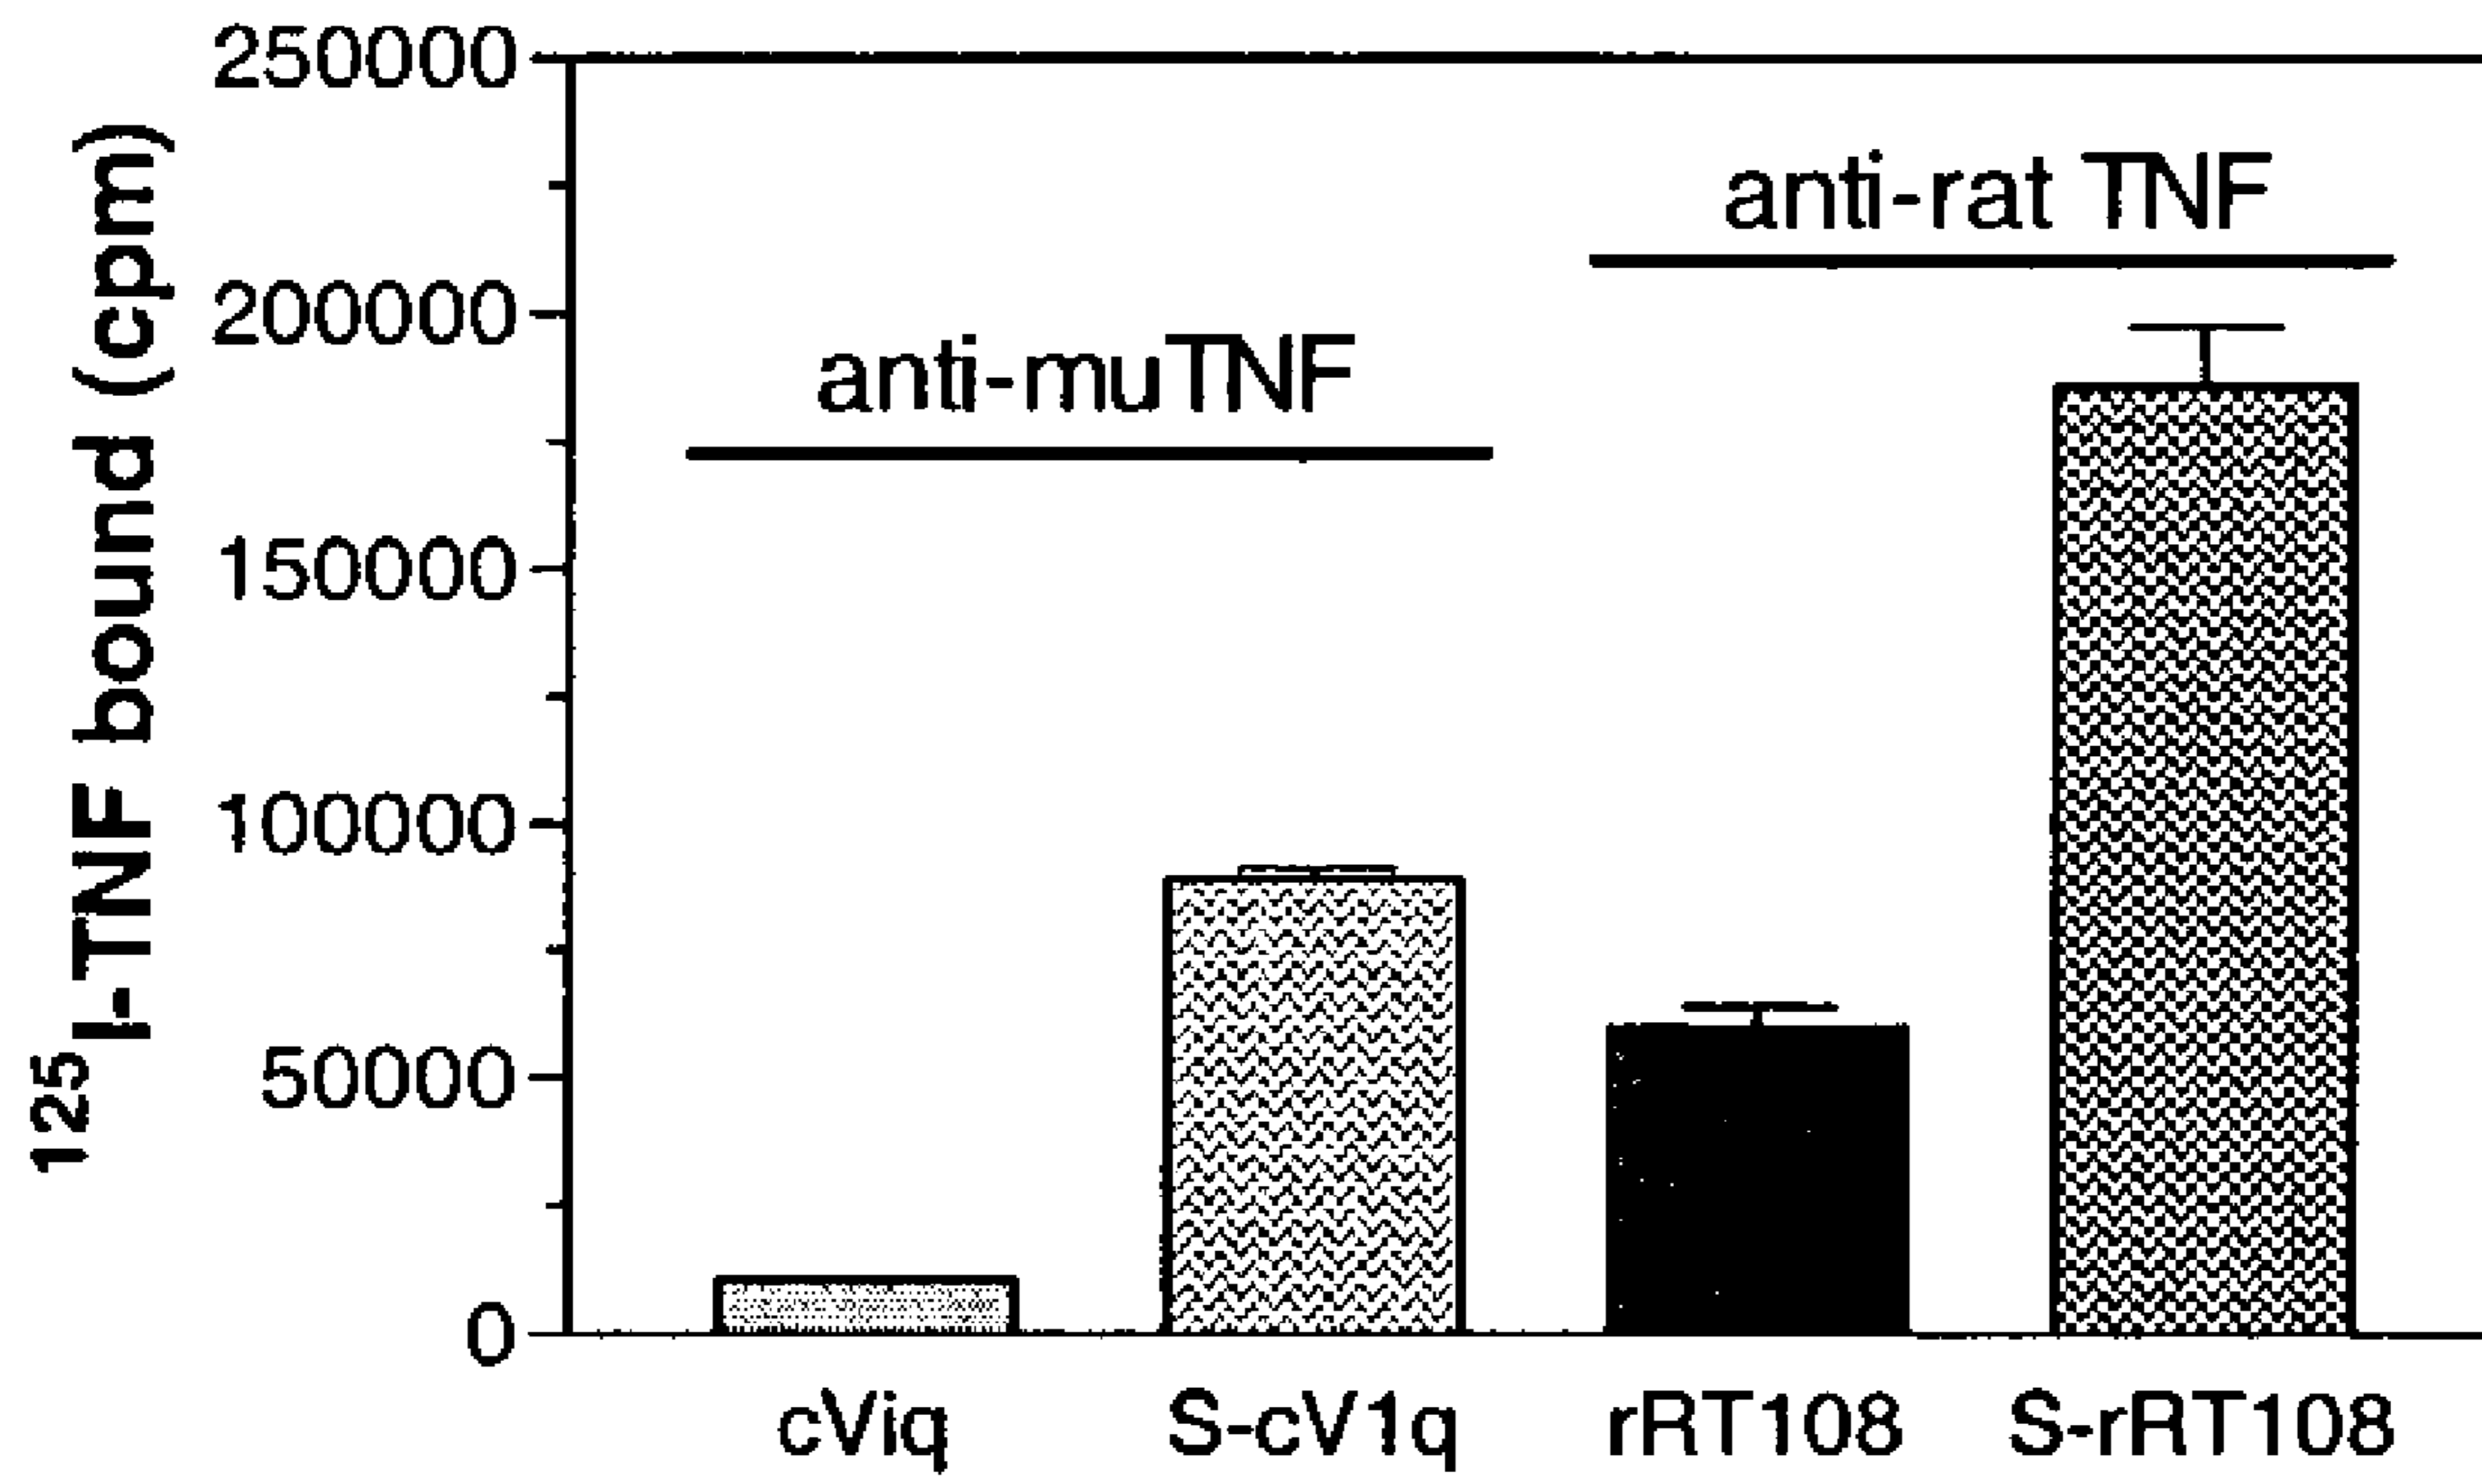 250000
200000
150000
100000
50000
0
¹²⁵I-TNF bound (cpm)
anti-muTNF
anti-rat TNF
cViq
S-cV1q
rRT108
S-rRT108